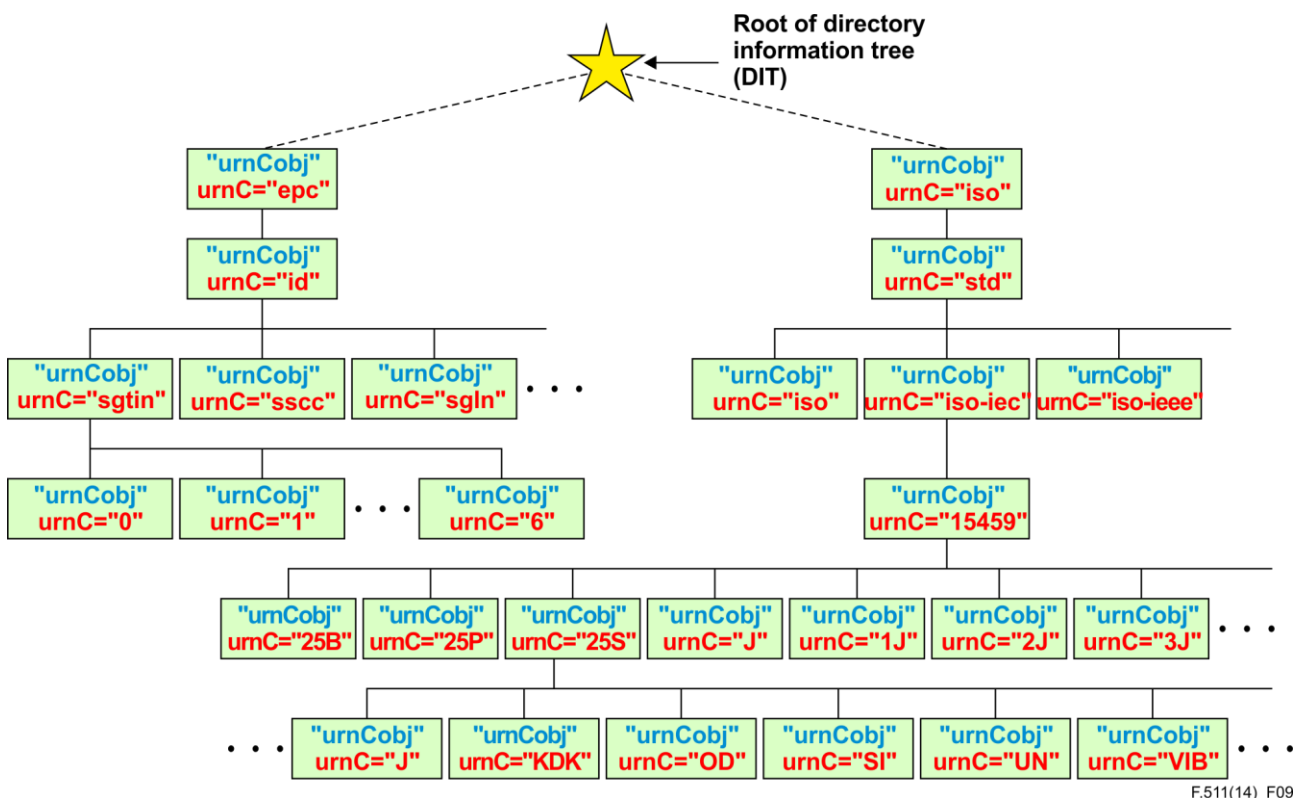 Root of directory
information tree
(DIT)
"urnCobj"
urnC="epc"
"urnCobj"
urnC="iso"
"urnCobj"
urnC="id"
"urnCobj"
urnC="std"
"urnCobj"
urnC="sgtin"
"urnCobj"
urnC="sscc"
"urnCobj"
urnC="sgln"
. . .
"urnCobj"
urnC="iso"
"urnCobj"
urnC="iso-iec"
"urnCobj"
urnC="iso-ieee"
"urnCobj"
urnC="0"
"urnCobj"
urnC="1"
. . .
"urnCobj"
urnC="6"
"urnCobj"
urnC="15459"
"urnCobj"
urnC="25B"
"urnCobj"
urnC="25P"
"urnCobj"
urnC="25S"
"urnCobj"
urnC="J"
"urnCobj"
urnC="1J"
"urnCobj"
urnC="2J"
"urnCobj"
urnC="3J"
. . .
. . .
"urnCobj"
urnC="J"
"urnCobj"
urnC="KDK"
"urnCobj"
urnC="OD"
"urnCobj"
urnC="SI"
"urnCobj"
urnC="UN"
"urnCobj"
urnC="VIB"
. . .
F.511(14)_F09